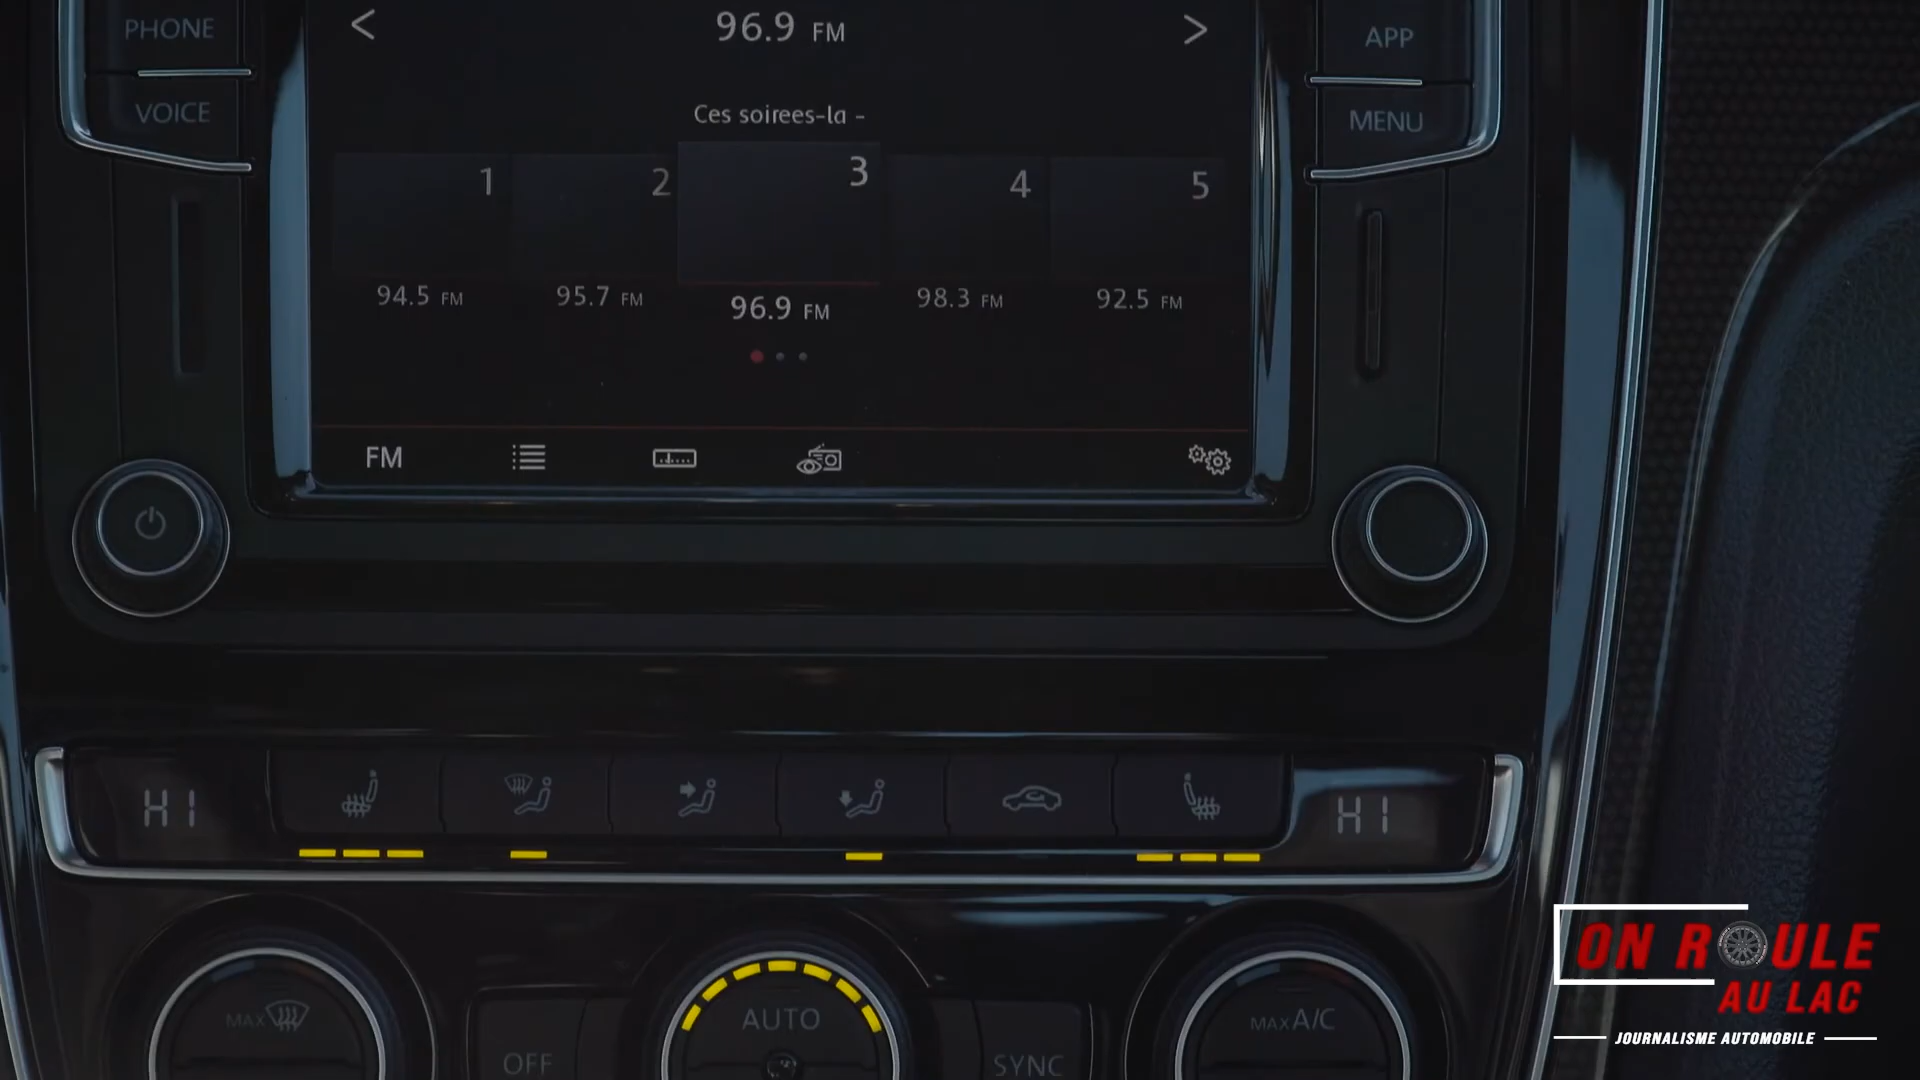 PHONE
VOICE
96.9 FM
Ces soirees-la -
APP
MENU
1
2
3
4
5
94.5 FM
95.7 FM
96.9 FM
98.3 FM
92.5 FM
FM
HI
HI
MAX
AUTO
MAX A/C
OFF
SYNC
ON ROULE
AU LAC
JOURNALISME AUTOMOBILE